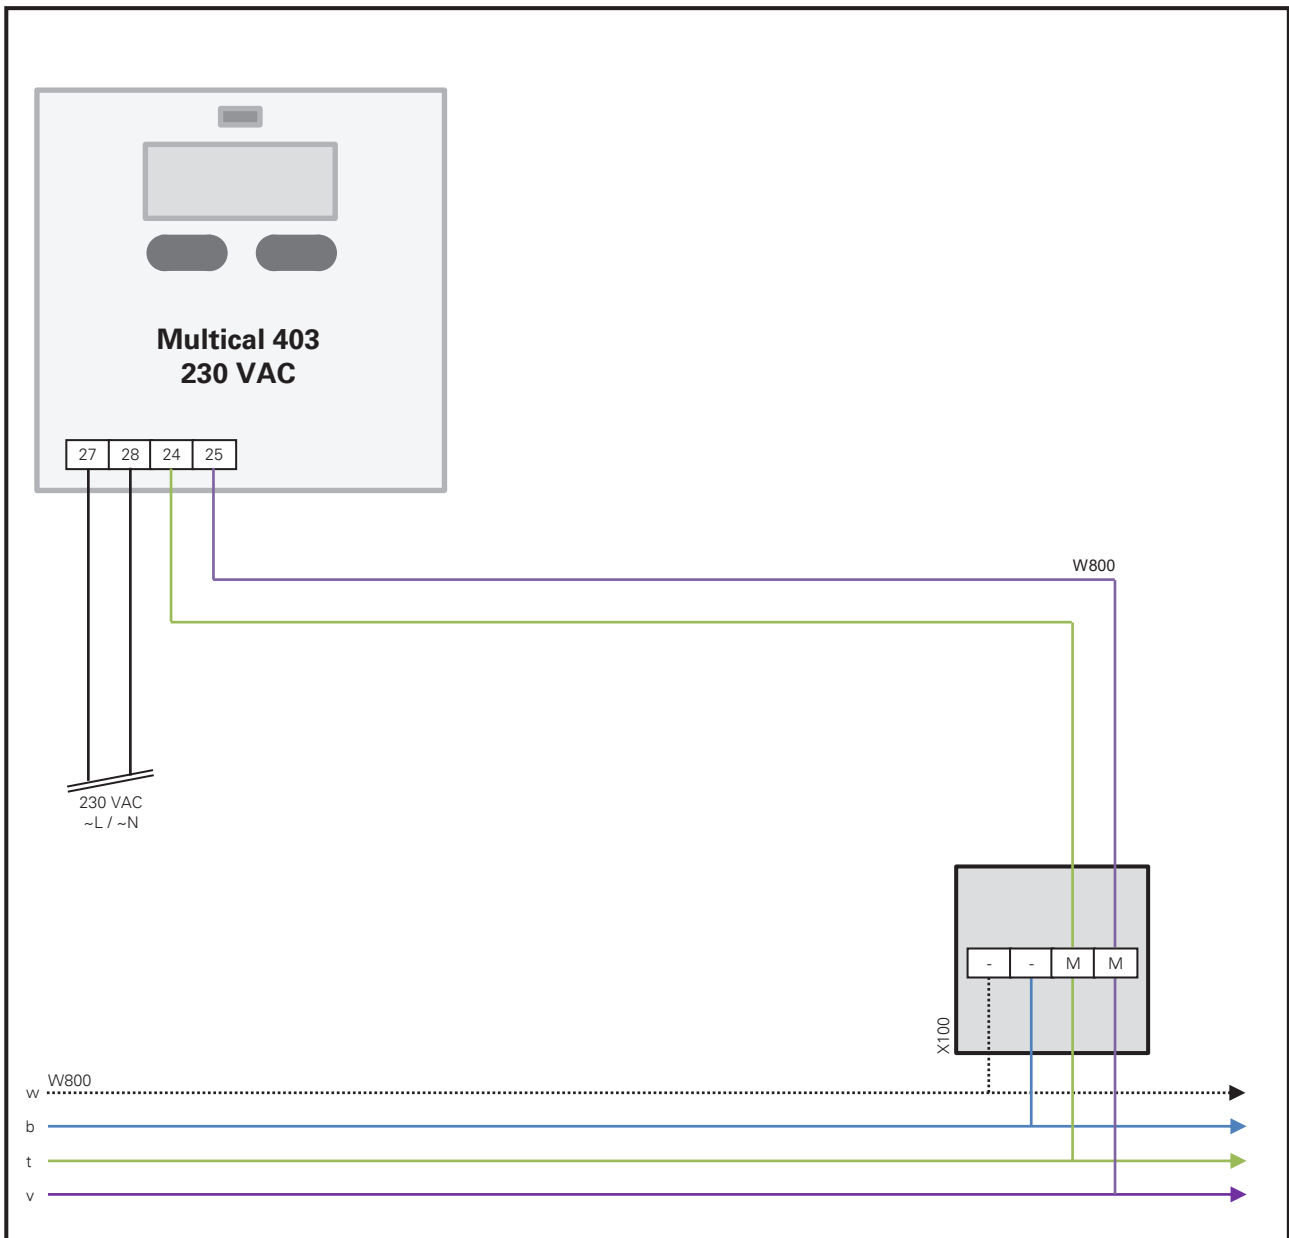 Multical 403
230 VAC
27 28 24 25
W800
230 VAC
~L / ~N
- - M M
X100
W800
w
b
t
v